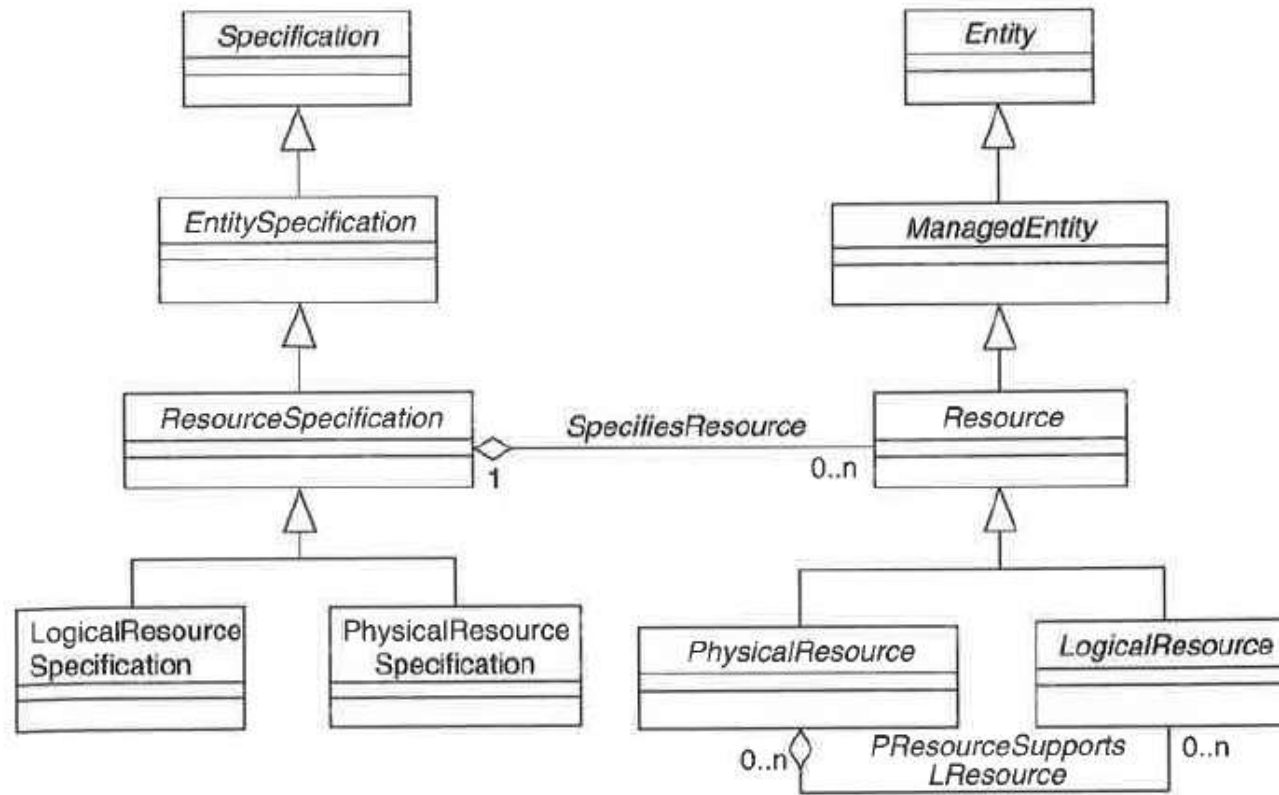 Specification
Entity
EntitySpecification
ManagedEntity
ResourceSpecification
SpecifiesResource
Resource
1
0..n
LogicalResource
Specification
PhysicalResource
Specification
PhysicalResource
LogicalResource
0..n
PResourceSupports
LResource
0..n